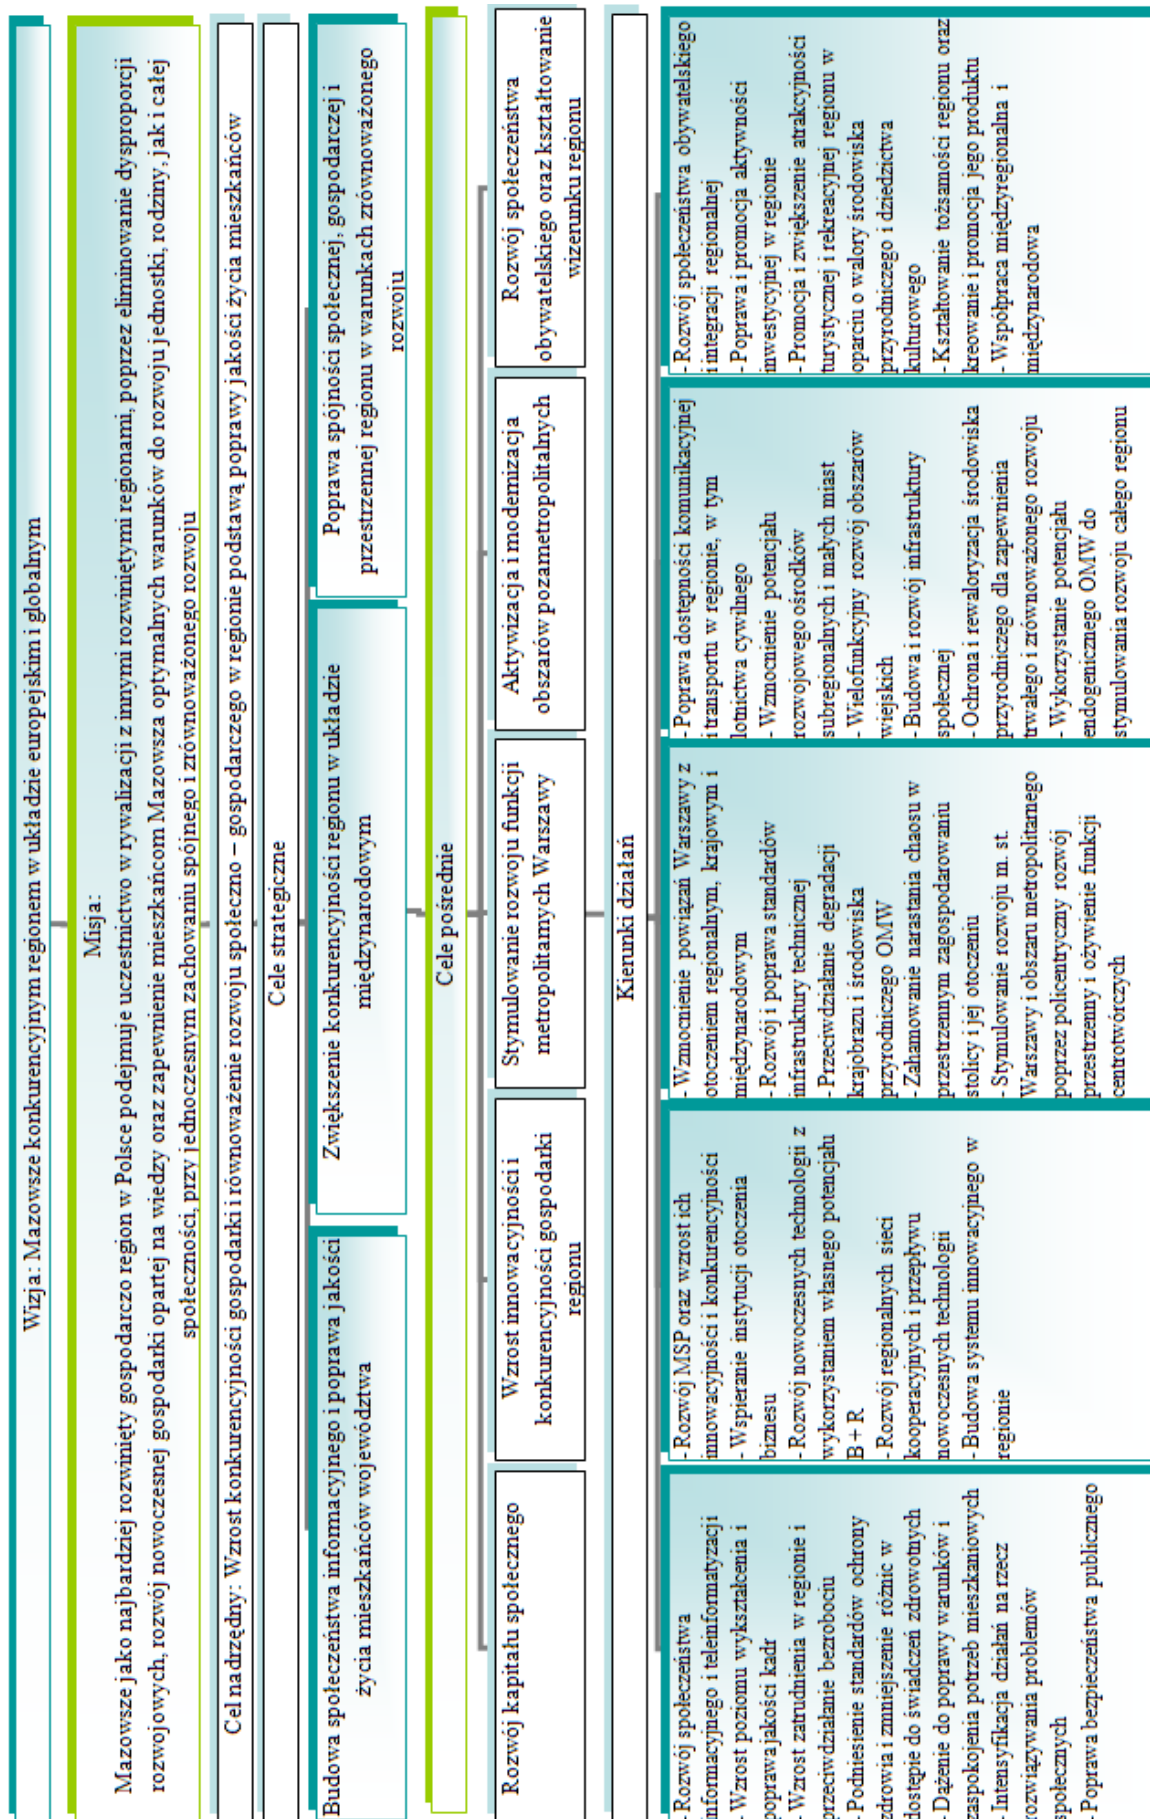 Wizja: Mazowsze konkurencyjnym regionem w układzie europejskim i globalnym
Misja:
Mazowsze jako najbardziej rozwinięty gospodarczo region w Polsce podejmuje uczestnictwo w rywalizacji z innymi rozwiniętymi regionami, poprzez eliminowanie dysproporcji
rozwojowych, rozwój nowoczesnej gospodarki opartej na wiedzy oraz zapewnienie mieszkańcom Mazowsza optymalnych warunków do rozwoju jednostki, rodziny, jak i całej
społeczności, przy jednoczesnym zachowaniu spójnego i zrównoważonego rozwoju
Cel nadrzędny: Wzrost konkurencyjności gospodarki i równoważenie rozwoju społeczno – gospodarczego w regionie podstawą poprawy jakości życia mieszkańców
Cele strategiczne
Budowa społeczeństwa informacyjnego i poprawa jakości
życia mieszkańców województwa
Zwiększenie konkurencyjności regionu w układzie
międzynarodowym
Poprawa spójności społecznej, gospodarczej i
przestrzennej regionu w warunkach zrównoważonego
rozwoju
Cele pośrednie
Rozwój kapitału społecznego
Wzrost innowacyjności i
konkurencyjności gospodarki
regionu
Stymulowanie rozwoju funkcji
metropolitarnych Warszawy
Aktywizacja i modernizacja
obszarów pozametropolitalnych
Rozwój społeczeństwa
obywatelskiego oraz kształtowanie
wizerunku regionu
Kierunki działań
- Rozwój społeczeństwa
informacyjnego i teleinformatyzacji
- Wzrost poziomu wykształcenia i
poprawa jakości kadr
- Wzrost zatrudnienia w regionie i
przeciwdziałanie bezrobociu
- Podniesienie standardów ochrony
zdrowia i zmniejszenie różnic w
dostępie do świadczeń zdrowotnych
- Dążenie do poprawy warunków i
zaspokojenia potrzeb mieszkaniowych
- Intensyfikacja działań na rzecz
rozwiązywania problemów
społecznych
- Poprawa bezpieczeństwa publicznego
- Rozwój MSP oraz wzrost ich
innowacyjności i konkurencyjności
- Wspieranie instytucji otoczenia
biznesu
- Rozwój nowoczesnych technologii z
wykorzystaniem własnego potencjału
B + R
- Rozwój regionalnych sieci
kooperacyjnych i przepływu
nowoczesnych technologii
- Budowa systemu innowacyjnego w
regionie
- Wzmocnienie powiązań Warszawy z
otoczeniem regionalnym, krajowym i
międzynarodowym
- Rozwój i poprawa standardów
infrastruktury technicznej
- Przeciwdziałanie degradacji
krajobrazu i środowiska
przyrodniczego OMW
- Zahamowanie narastania chaosu w
przestrzennym zagospodarowaniu
stolicy i jej otoczeniu
- Stymulowanie rozwoju m. st.
Warszawy i obszaru metropolitarnego
poprzez policentryczny rozwój
przestrzenny i ożywienie funkcji
centrotwórczych
- Poprawa dostępności komunikacyjnej
i transportu w regionie, w tym
lotnictwa cywilnego
- Wzmocnienie potencjału
rozwojowego ośrodków
subregionalnych i małych miast
- Wielofunkcyjny rozwój obszarów
wiejskich
- Budowa i rozwój infrastruktury
społecznej
- Ochrona i rewaloryzacja środowiska
przyrodniczego dla zapewnienia
trwałego i zrównoważonego rozwoju
- Wykorzystanie potencjału
endogenicznego OMW do
stymulowania rozwoju całego regionu
- Rozwój społeczeństwa obywatelskiego
i integracji regionalnej
- Poprawa i promocja aktywności
inwestycyjnej w regionie
- Promocja i zwiększenie atrakcyjności
turystycznej i rekreacyjnej regionu w
oparciu o walory środowiska
przyrodniczego i dziedzictwa
kulturowego
- Kształtowanie tożsamości regionu oraz
kreowanie i promocja jego produktu
- Współpraca międzyregionalna i
międzynarodowa